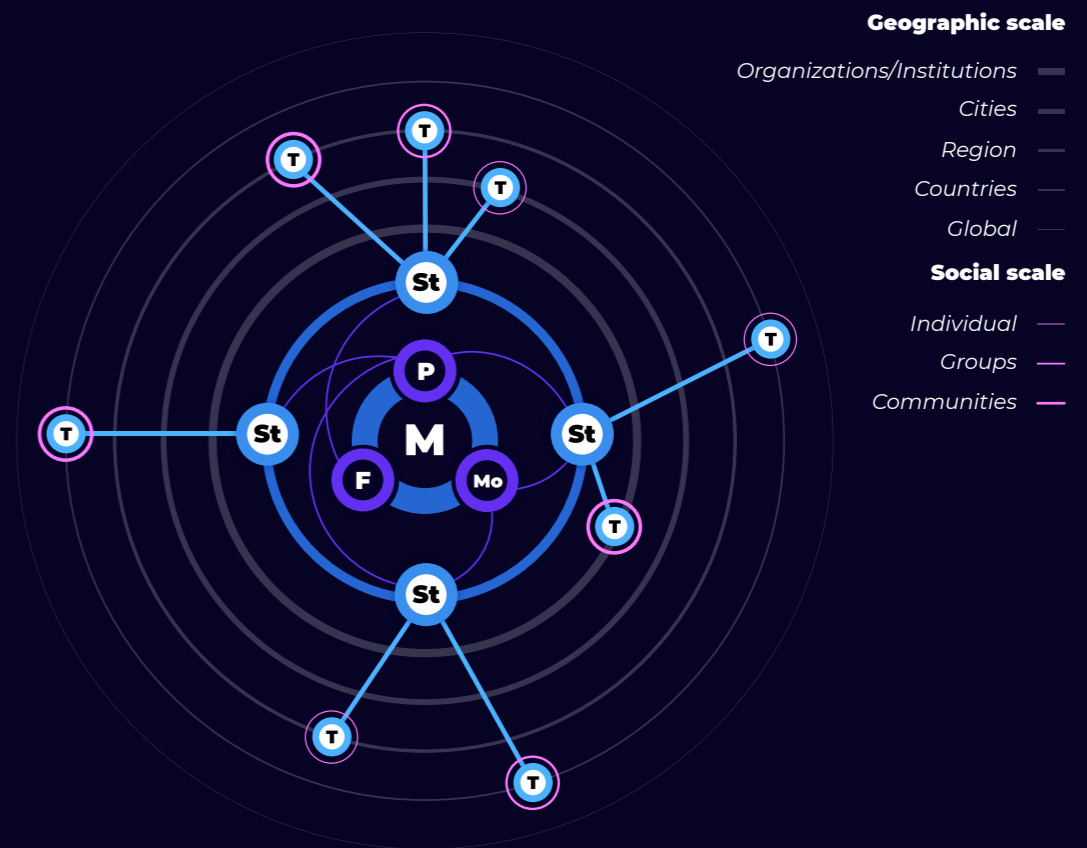 Geographic scale
Organizations/Institutions
Cities
Region
Countries
Global
Social scale
Individual
Groups
Communities
T
T
T
St
T
P
T
St
M
St
F
Mo
T
St
T
T